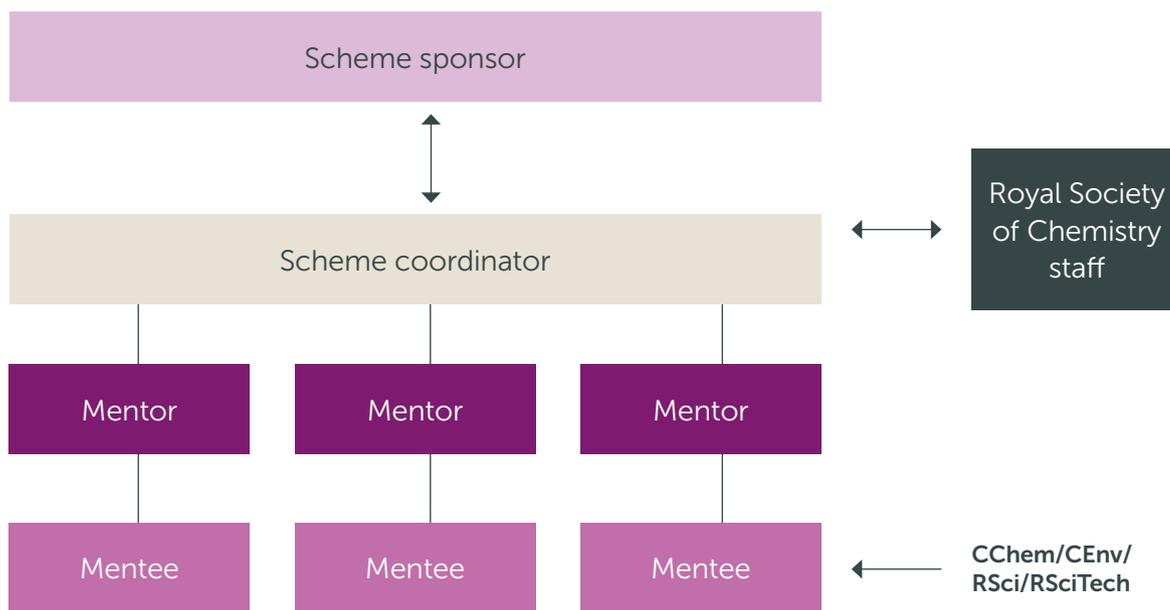 Scheme sponsor
Scheme coordinator
Royal Society
of Chemistry
staff
Mentor
Mentor
Mentor
Mentee
Mentee
Mentee
CChem/CEnv/
RSci/RSciTech